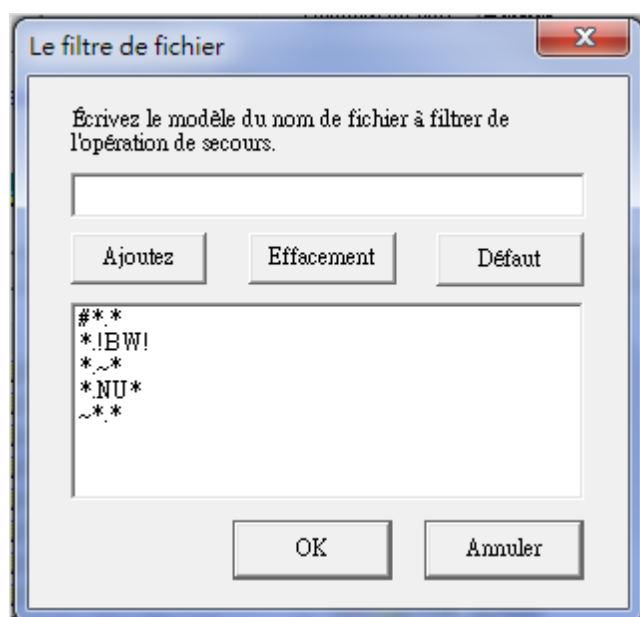 Le filtre de fichier
Écrivez le modèle du nom de fichier à filtrer de
l'opération de secours.
Ajoutez Effacement Défaut
#*.*
*.!BW!
*.~*
*.NU*
~*.*
OK Annuler